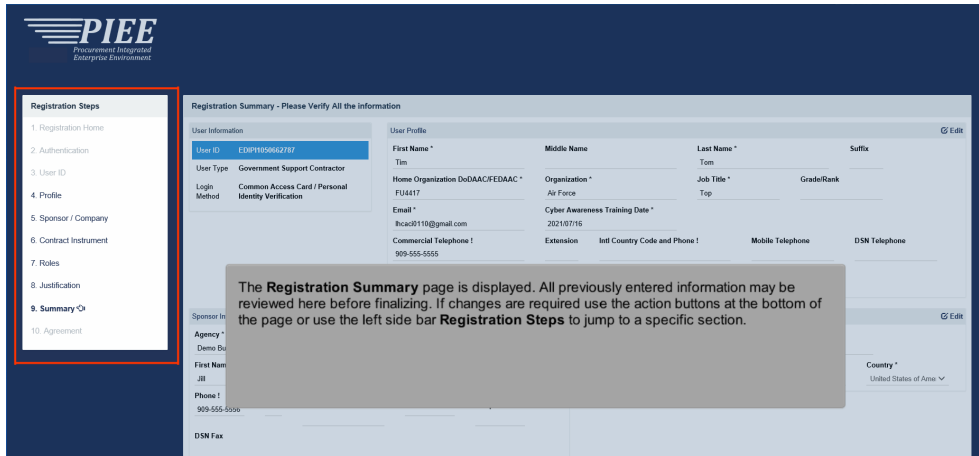 PIEE
Procurement Integrated
Enterprise Environment
Registration Steps
1. Registration Home
2. Authentication
3. User ID
4. Profile
5. Sponsor / Company
6. Contract Instrument
7. Roles
8. Justification
9. Summary
10. Agreement
Registration Summary - Please Verify All the information
User Information
User ID EDIPI1050662787
User Type Government Support Contractor
Login Method Common Access Card / Personal Identity Verification
User Profile Edit
First Name * Middle Name Last Name * Suffix
Tim Tom
Home Organization DoDAAC/FEDAAC * Organization * Job Title * Grade/Rank
FU4417 Air Force Top
Email * Cyber Awareness Training Date *
lhcaci0110@gmail.com 2021/07/16
Commercial Telephone ! Extension Intl Country Code and Phone ! Mobile Telephone DSN Telephone
909-555-5555
The Registration Summary page is displayed. All previously entered information may be
reviewed here before finalizing. If changes are required use the action buttons at the bottom of
the page or use the left side bar Registration Steps to jump to a specific section.
Sponsor In Edit
Agency *
Demo Bu
First Nam Country *
Jill United States of Ame
Phone !
909-555-5556
DSN Fax